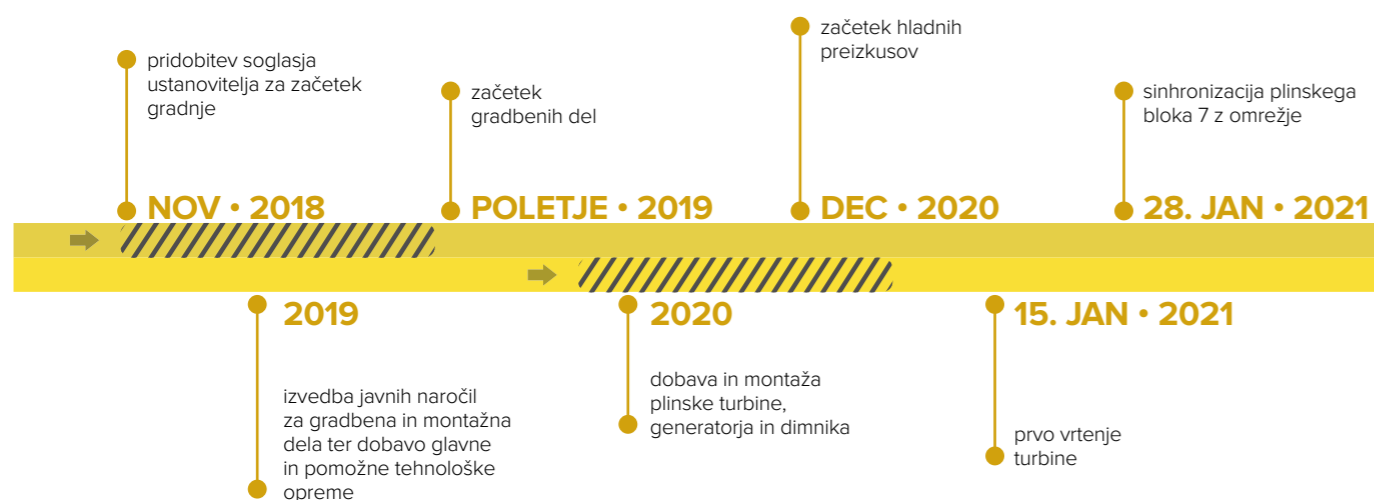 pridobitev soglasja
ustanovitelja za začetek
gradnje
NOV • 2018
2019
izvedba javnih naročil
za gradbena in montažna
dela ter dobavo glavne
in pomožne tehnološke
opreme
začetek
gradbenih del
POLETJE • 2019
2020
dobava in montaža
plinske turbine,
generatorja in dimnika
začetek hladnih
preizkusov
DEC • 2020
15. JAN • 2021
prvo vrtenje
turbine
sinhronizacija plinskega
bloka 7 z omrežje
28. JAN • 2021